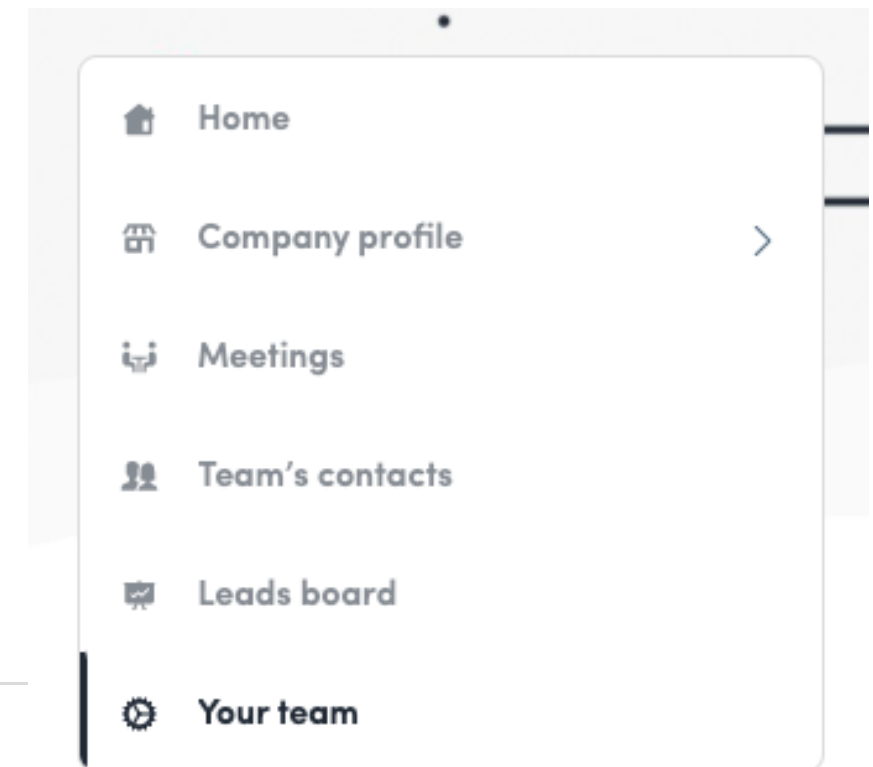 Home
Company profile
Meetings
Team’s contacts
Leads board
Your team